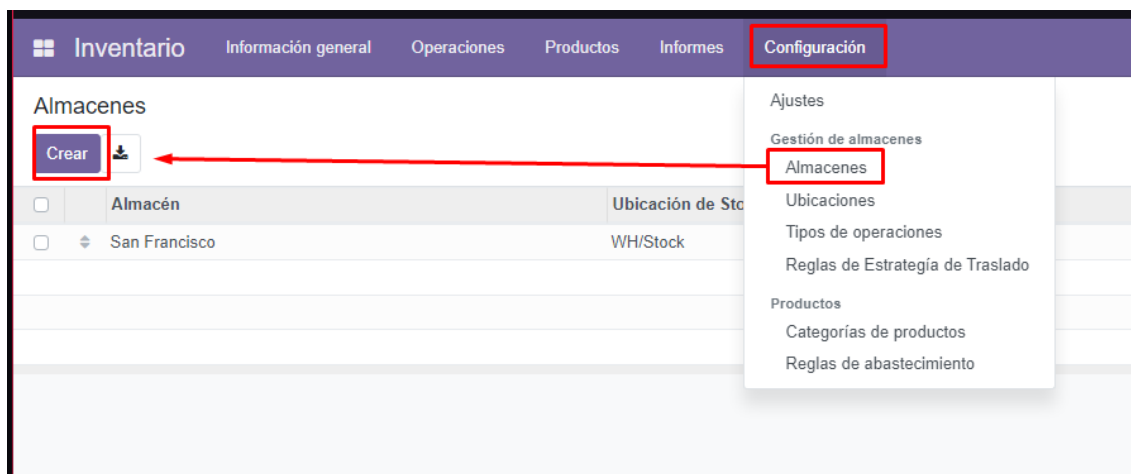 Inventario Información general Operaciones Productos Informes Configuración
Almacenes
Crear
Almacén Ubicación de Sto
San Francisco WH/Stock
Ajustes
Gestión de almacenes
Almacenes
Ubicaciones
Tipos de operaciones
Reglas de Estrategía de Traslado
Productos
Categorías de productos
Reglas de abastecimiento